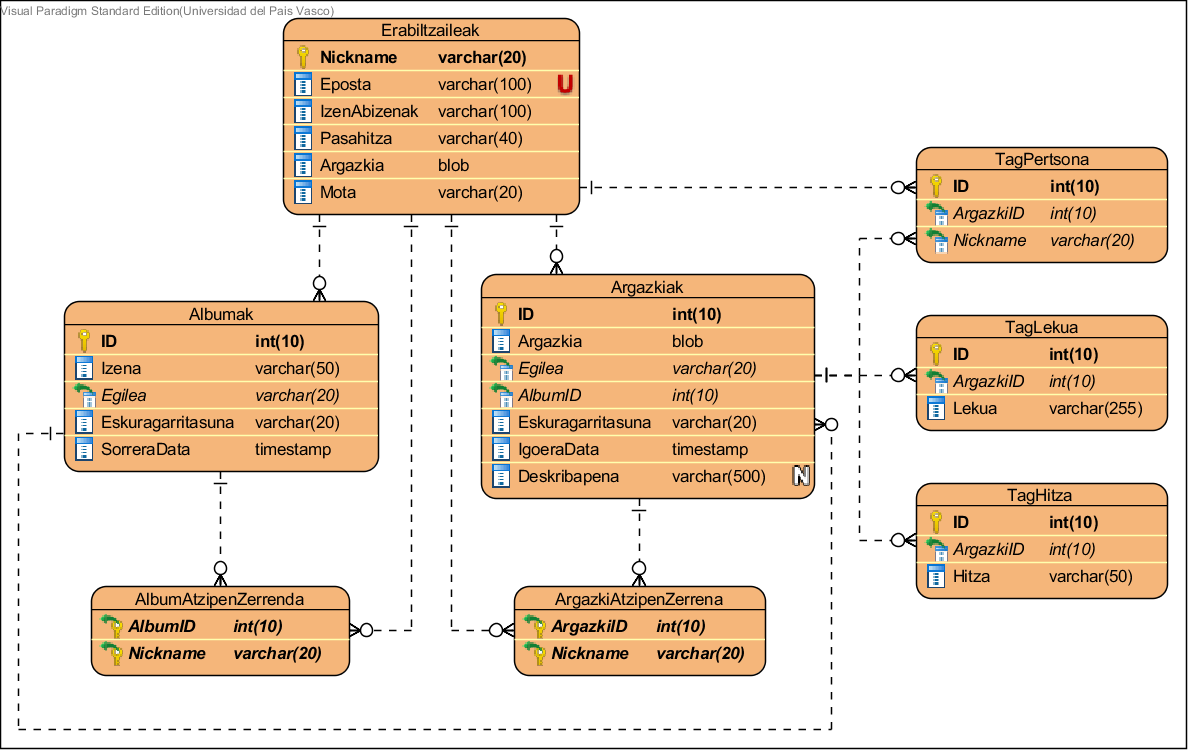 Visual Paradigm Standard Edition(Universidad del Pais Vasco)
Erabiltzaileak
Nickname varchar(20)
Eposta varchar(100) U
IzenAbizenak varchar(100)
Pasahitza varchar(40)
Argazkia blob
Mota varchar(20)
TagPertsona
ID int(10)
ArgazkiID int(10)
Nickname varchar(20)
Argazkiak
ID int(10)
Argazkia blob
Egilea varchar(20)
AlbumID int(10)
Eskuragarritasuna varchar(20)
IgoeraData timestamp
Deskribapena varchar(500) N
Albumak
ID int(10)
Izena varchar(50)
Egilea varchar(20)
Eskuragarritasuna varchar(20)
SorreraData timestamp
TagLekua
ID int(10)
ArgazkiID int(10)
Lekua varchar(255)
TagHitza
ID int(10)
ArgazkiID int(10)
Hitza varchar(50)
AlbumAtzipenZerrenda
AlbumID int(10)
Nickname varchar(20)
ArgazkiAtzipenZerrena
ArgazkiID int(10)
Nickname varchar(20)